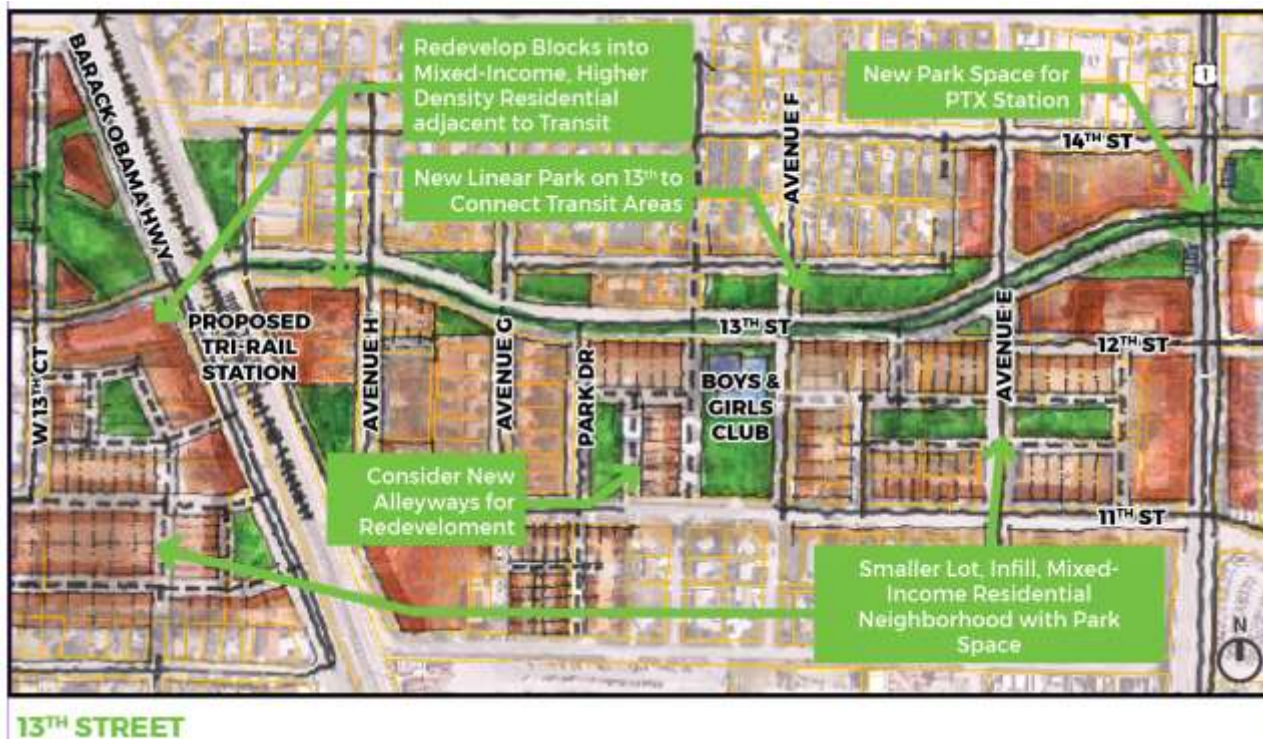 Redevelop Blocks into
Mixed-Income, Higher
Density Residential
adjacent to Transit
New Park Space for
PTX Station
BARACK OBAMA HWY
AVENUE F
1
14TH ST
New Linear Park on 13th to
Connect Transit Areas
PROPOSED
TRI-RAIL
STATION
W 13TH CT
AVENUE H
AVENUE G
PARK DR
13TH ST
AVENUE E
12TH ST
BOYS &
GIRLS
CLUB
Consider New
Alleyways for
Redeveloment
11TH ST
Smaller Lot, Infill, Mixed-
Income Residential
Neighborhood with Park
Space
N
13TH STREET